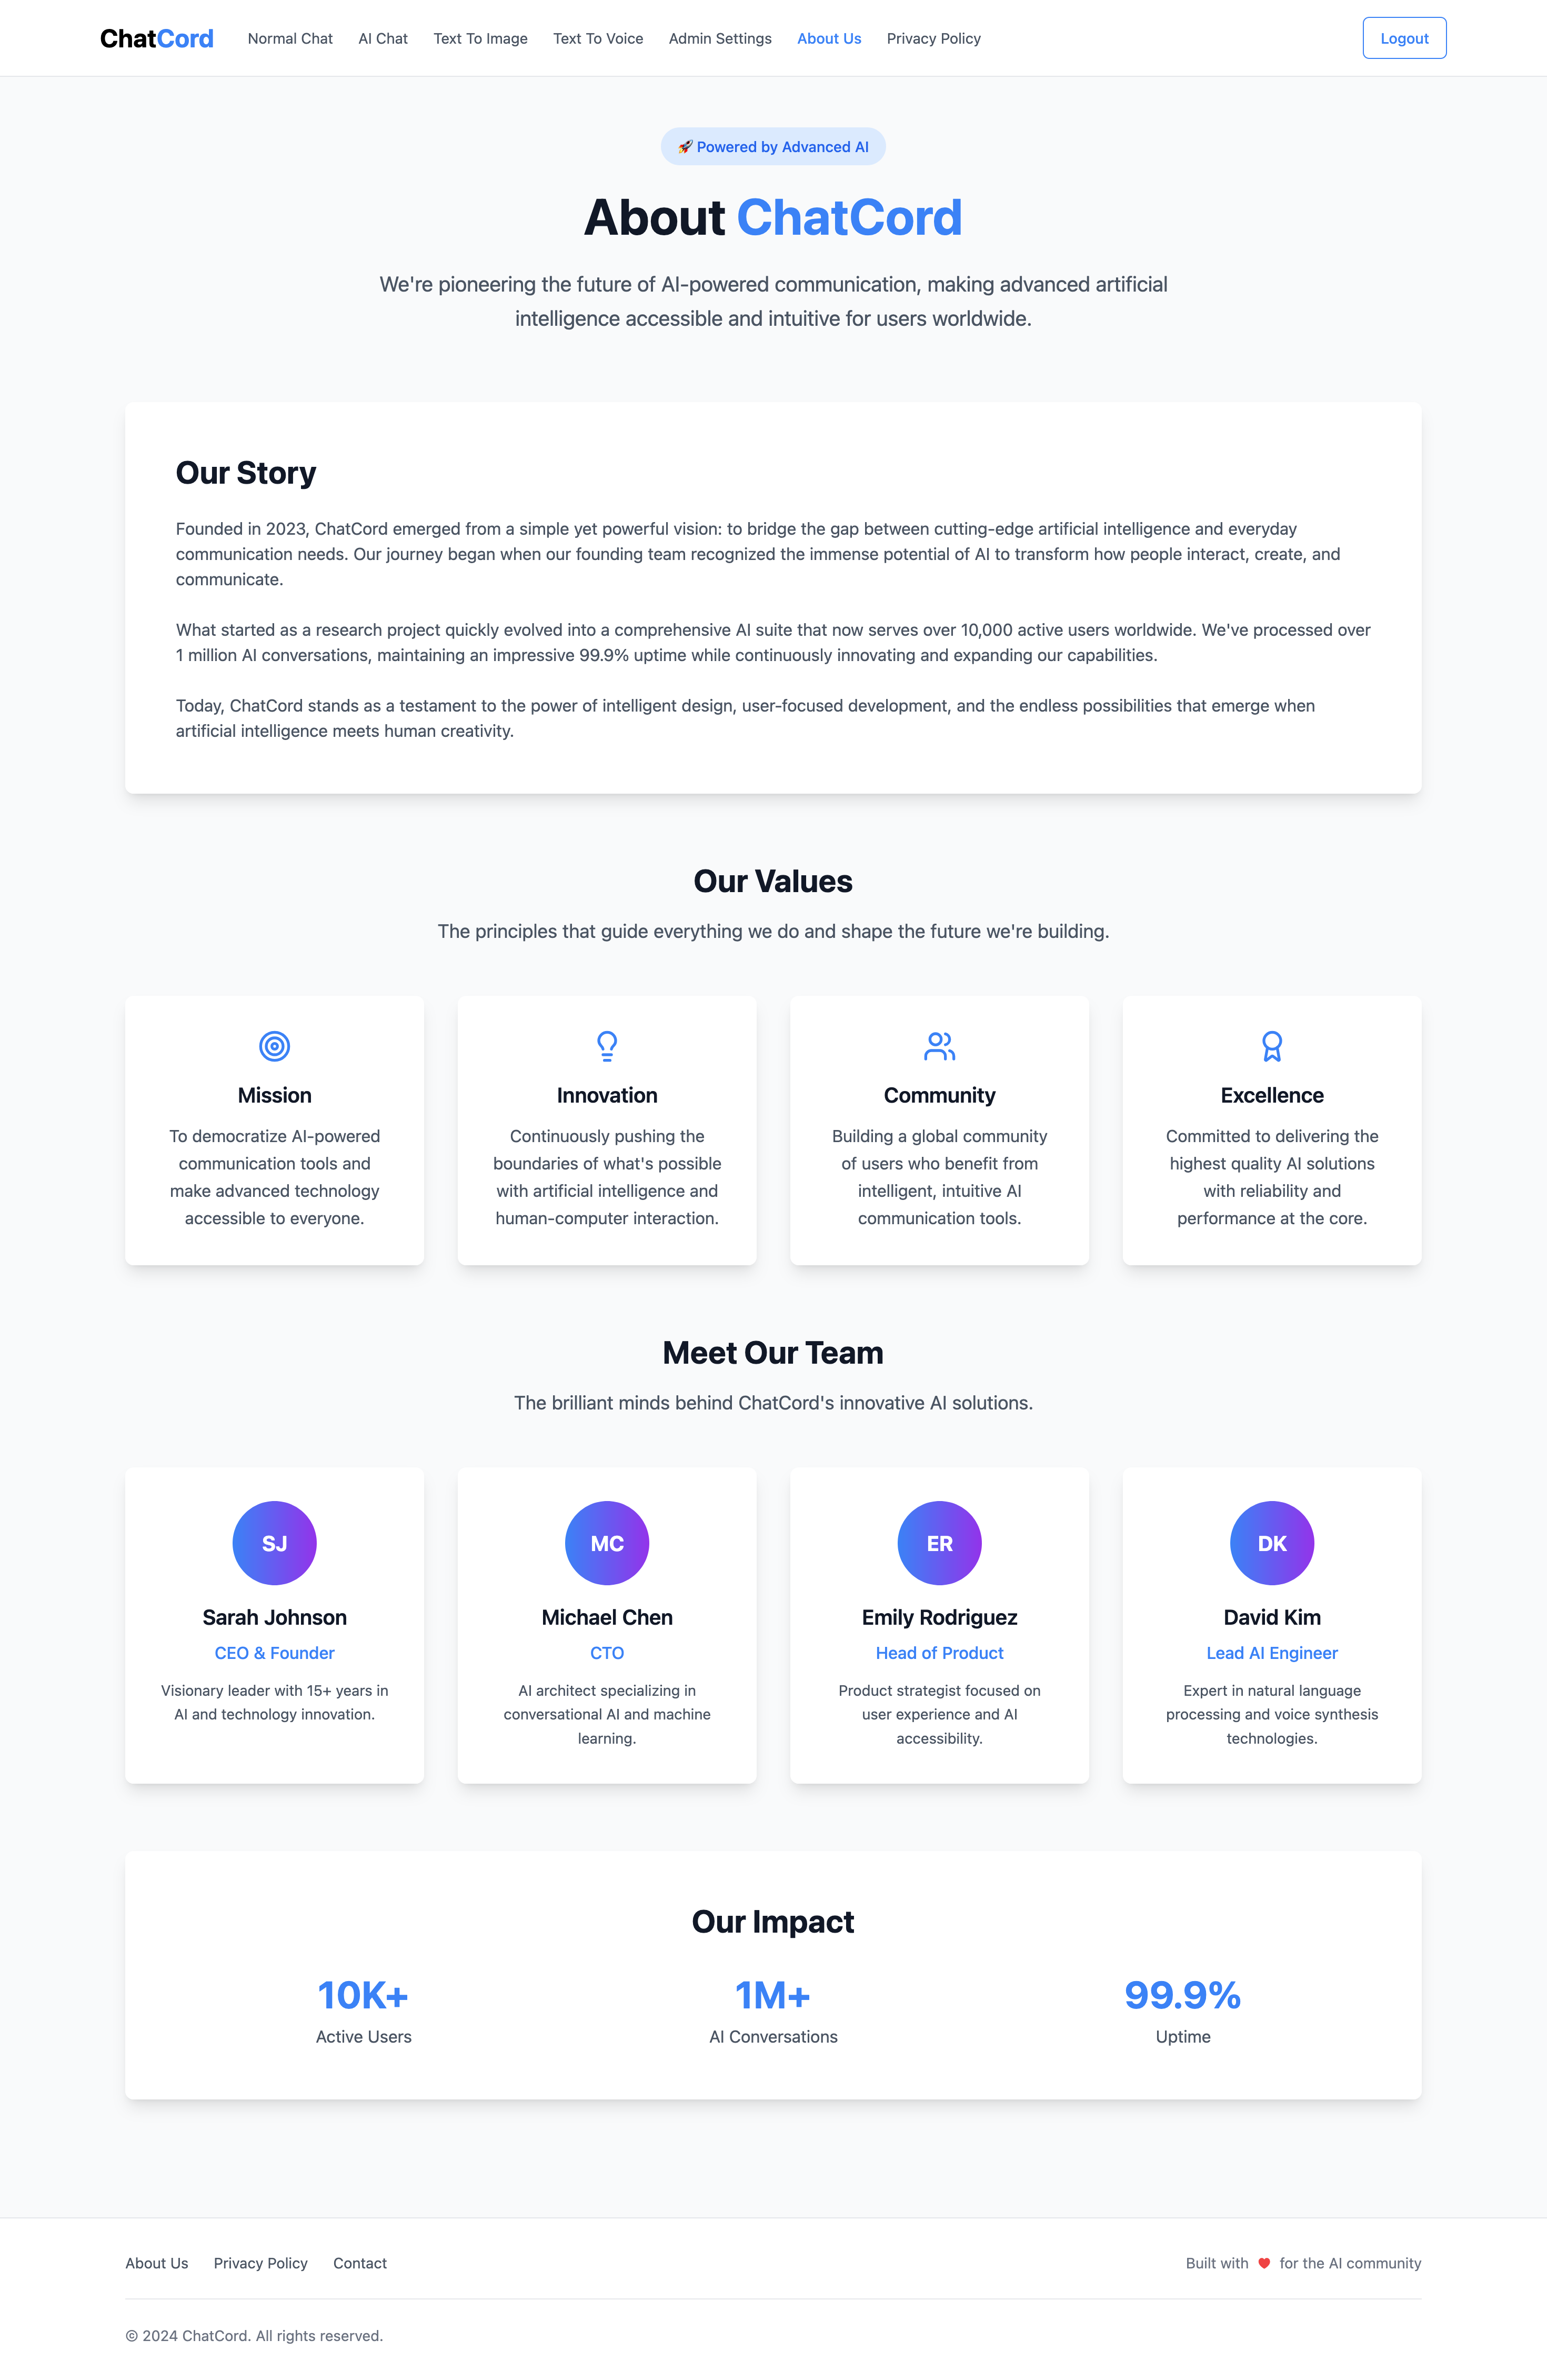 ChatCord
Normal Chat
AI Chat
Text To Image
Text To Voice
Admin Settings
About Us
Privacy Policy
Logout
🚀 Powered by Advanced AI
About ChatCord
We're pioneering the future of AI-powered communication, making advanced artificial
intelligence accessible and intuitive for users worldwide.
Our Story
Founded in 2023, ChatCord emerged from a simple yet powerful vision: to bridge the gap between cutting-edge artificial intelligence and everyday
communication needs. Our journey began when our founding team recognized the immense potential of AI to transform how people interact, create, and
communicate.
What started as a research project quickly evolved into a comprehensive AI suite that now serves over 10,000 active users worldwide. We've processed over
1 million AI conversations, maintaining an impressive 99.9% uptime while continuously innovating and expanding our capabilities.
Today, ChatCord stands as a testament to the power of intelligent design, user-focused development, and the endless possibilities that emerge when
artificial intelligence meets human creativity.
Our Values
The principles that guide everything we do and shape the future we're building.
Mission
To democratize AI-powered
communication tools and
make advanced technology
accessible to everyone.
Innovation
Continuously pushing the
boundaries of what's possible
with artificial intelligence and
human-computer interaction.
Community
Building a global community
of users who benefit from
intelligent, intuitive AI
communication tools.
Excellence
Committed to delivering the
highest quality AI solutions
with reliability and
performance at the core.
Meet Our Team
The brilliant minds behind ChatCord's innovative AI solutions.
SJ
Sarah Johnson
CEO & Founder
Visionary leader with 15+ years in
AI and technology innovation.
MC
Michael Chen
CTO
AI architect specializing in
conversational AI and machine
learning.
ER
Emily Rodriguez
Head of Product
Product strategist focused on
user experience and AI
accessibility.
DK
David Kim
Lead AI Engineer
Expert in natural language
processing and voice synthesis
technologies.
Our Impact
10K+
Active Users
1M+
AI Conversations
99.9%
Uptime
About Us
Privacy Policy
Contact
Built with ❤️ for the AI community
© 2024 ChatCord. All rights reserved.